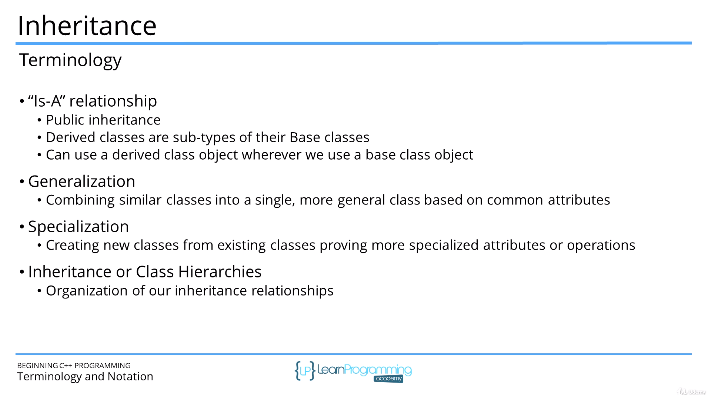 Inheritance
Terminology
• "Is-A" relationship
• Public inheritance
• Derived classes are sub-types of their Base classes
• Can use a derived class object wherever we use a base class object
• Generalization
• Combining similar classes into a single, more general class based on common attributes
• Specialization
• Creating new classes from existing classes proving more specialized attributes or operations
• Inheritance or Class Hierarchies
• Organization of our inheritance relationships
BEGINNING C++ PROGRAMMING
Terminology and Notation
{LP} LearnProgramming
academy